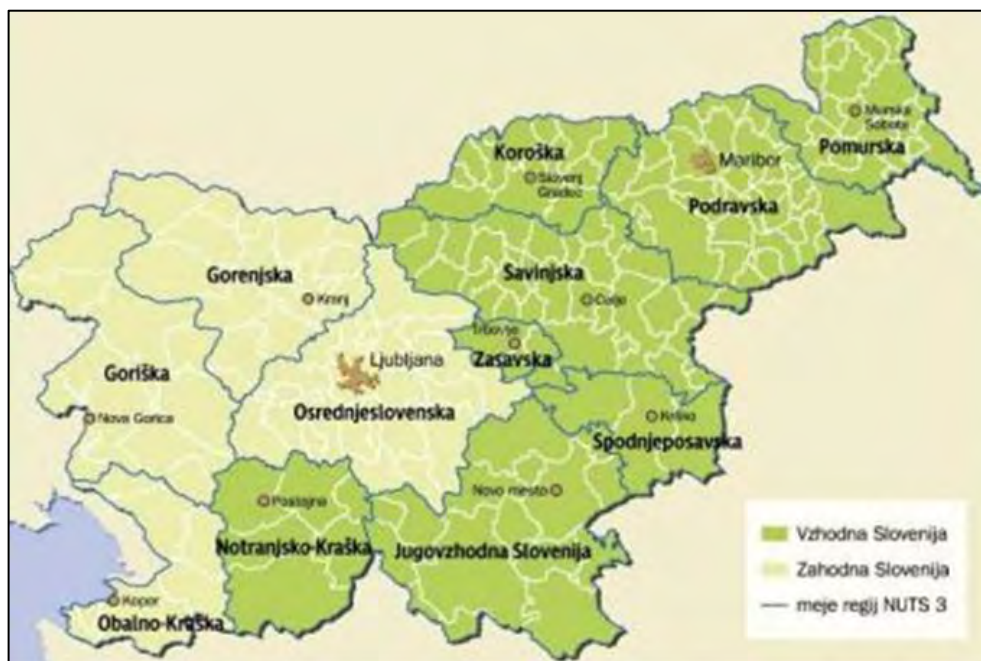 Koroška
Slovenj
Gradec
Maribor
Podravska
Murska
Sobota
Pomurska
Gorenjska
Kranj
Savinjska
Celje
Trbovlje
Zasavska
Ljubljana
Osrednjeslovenska
Goriška
Nova Gorica
Krško
Spodnjeposavska
Postojna
Notranjsko-Kraška
Novo mesto
Jugovzhodna Slovenija
Koper
Obalno-Kraška
Vzhodna Slovenija
Zahodna Slovenija
meje regij NUTS 3